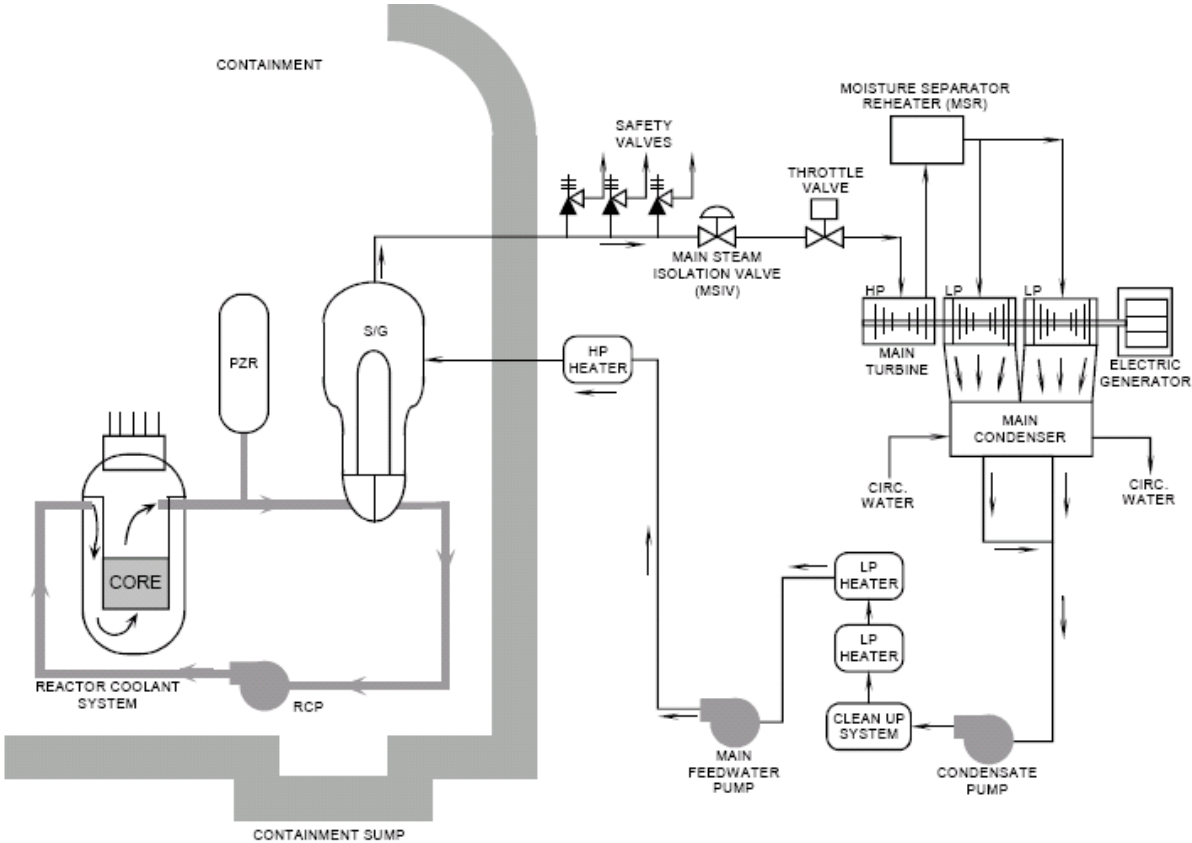 CONTAINMENT
MOISTURE SEPARATOR
REHEATER (MSR)
SAFETY
VALVES
THROTTLE
VALVE
MAIN STEAM
ISOLATION VALVE
(MSIV)
HP
LP
LP
MAIN
TURBINE
ELECTRIC
GENERATOR
S/G
PZR
HP
HEATER
MAIN
CONDENSER
CIRC.
WATER
CIRC.
WATER
CORE
LP
HEATER
LP
HEATER
REACTOR COOLANT
SYSTEM
RCP
CLEAN UP
SYSTEM
MAIN
FEEDWATER
PUMP
CONDENSATE
PUMP
CONTAINMENT SUMP